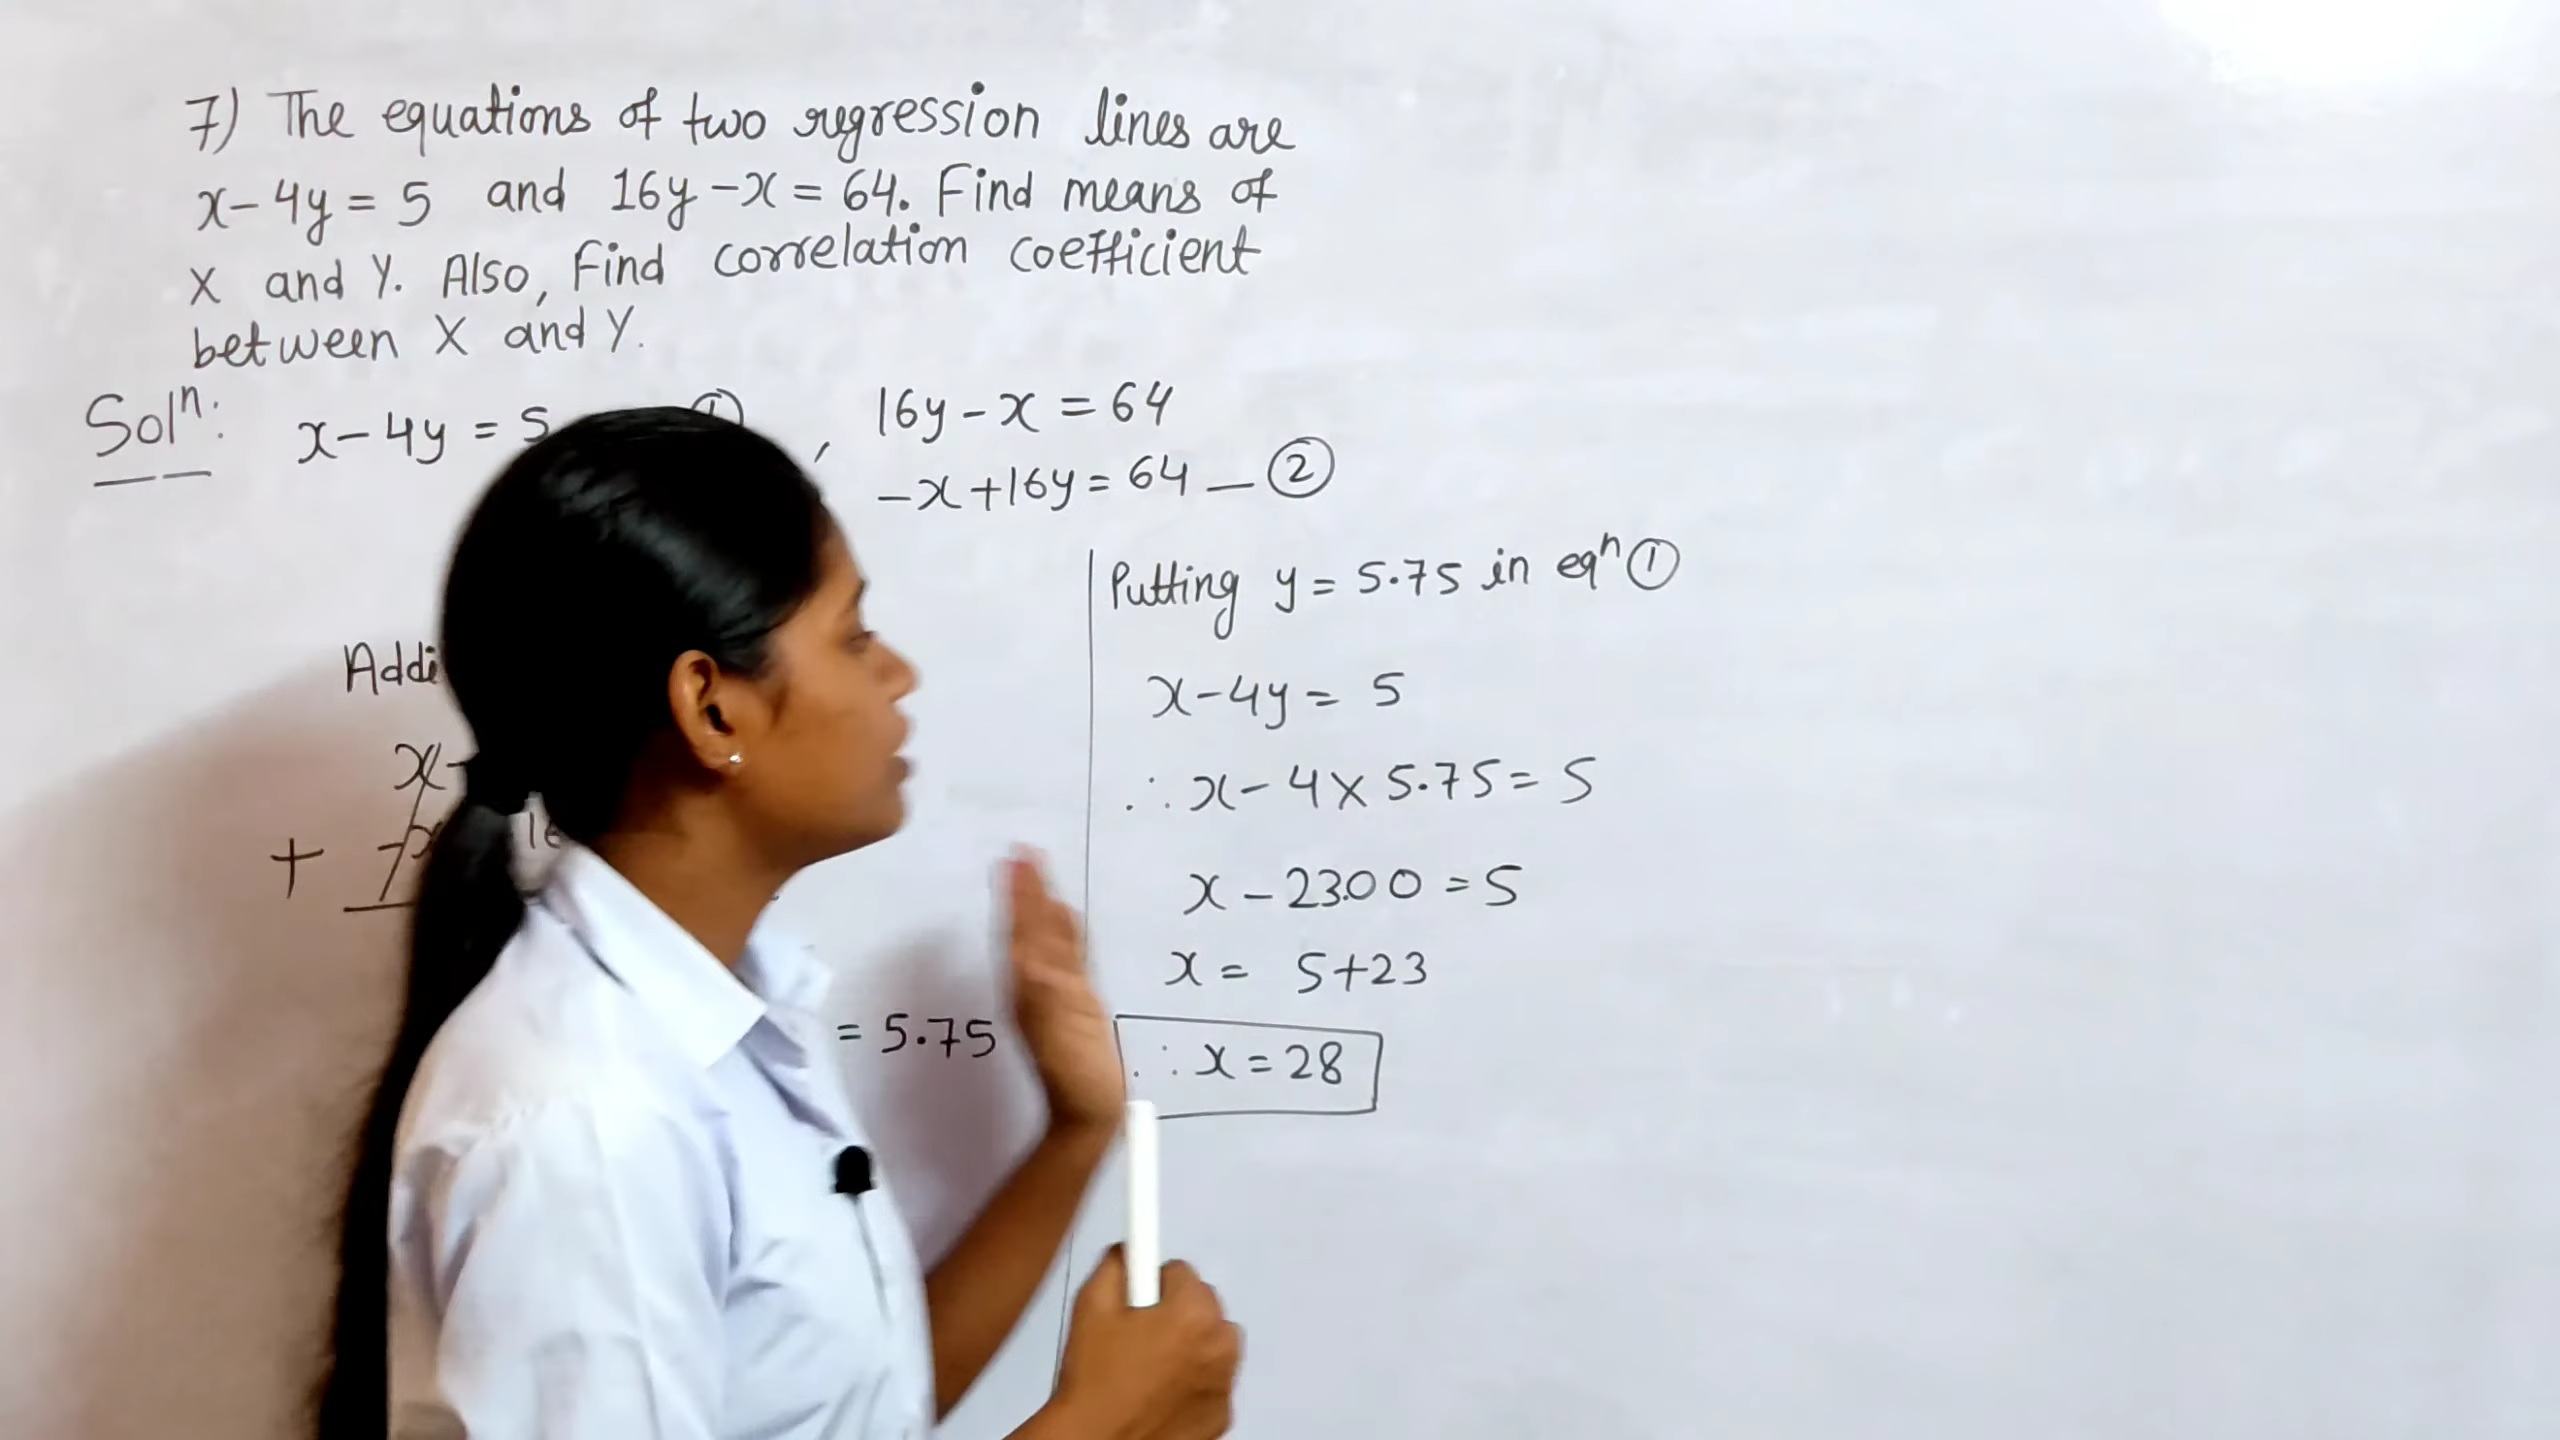 7) The equations of two regression lines are
x-4y = 5 and 16y-x = 64. Find means of
X and Y. Also, Find correlation coefficient
between X and Y.
Solⁿ: x-4y = 5 ① , 16y-x = 64
-x+16y = 64 — ②
x-
+ -x 16
= 5.75
Putting y = 5.75 in eqⁿ ①
x-4y = 5
∴ x-4×5.75 = 5
x-23.00 = 5
x = 5+23
∴ x = 28